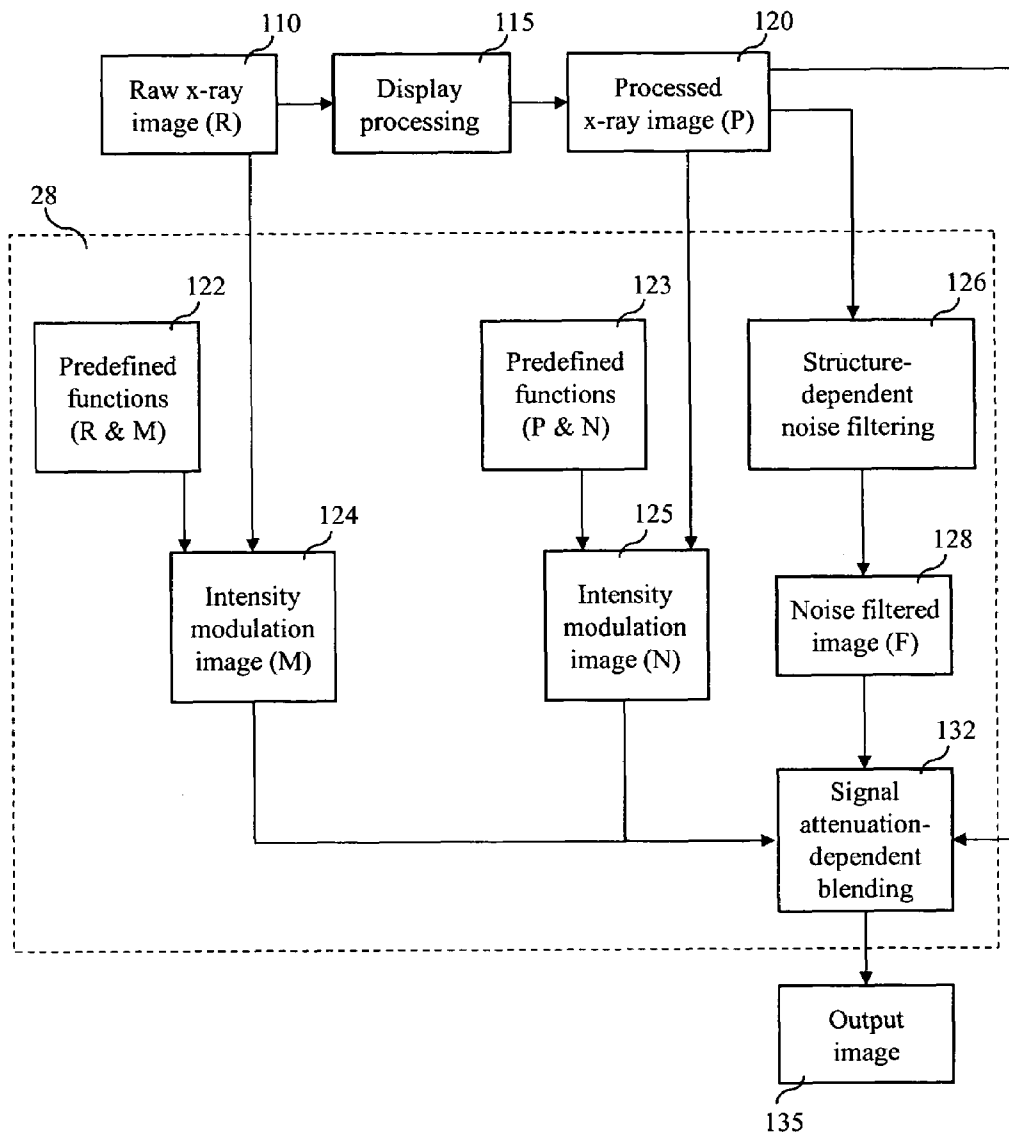 110
115
120
Raw x-ray
image (R)
Display
processing
Processed
x-ray image (P)
28
122
123
126
Predefined
functions
(R & M)
Predefined
functions
(P & N)
Structure-
dependent
noise filtering
124
125
128
Intensity
modulation
image (M)
Intensity
modulation
image (N)
Noise filtered
image (F)
132
Signal
attenuation-
dependent
blending
Output
image
135